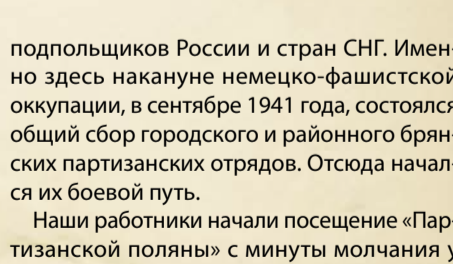 подпольщиков России и стран СНГ. Имен-
но здесь накануне немецко-фашистской
оккупации, в сентябре 1941 года, состоялся
общий сбор городского и районного брян-
ских партизанских отрядов. Отсюда начал-
ся их боевой путь.
Наши работники начали посещение «Пар-
тизанской поляны» с минуты молчания у